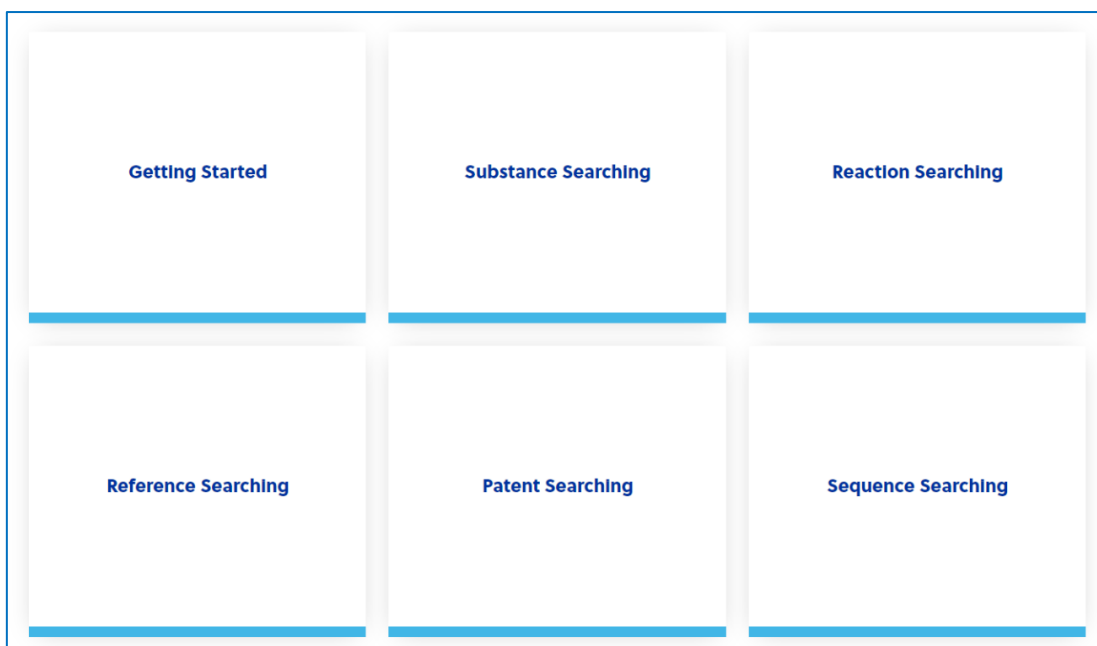 Getting Started
Substance Searching
Reaction Searching
Reference Searching
Patent Searching
Sequence Searching